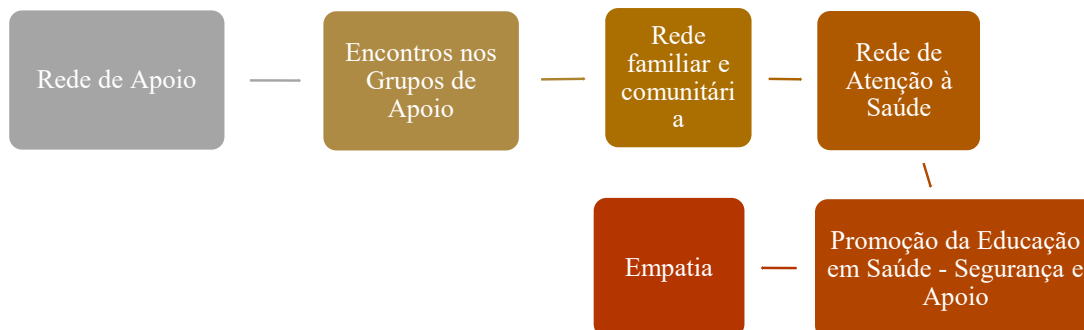 Rede de Apoio
Encontros nos
Grupos de
Apoio
Rede
familiar e
comunitári
a
Rede de
Atenção à
Saúde
Promoção da Educação
em Saúde - Segurança e
Apoio
Empatia